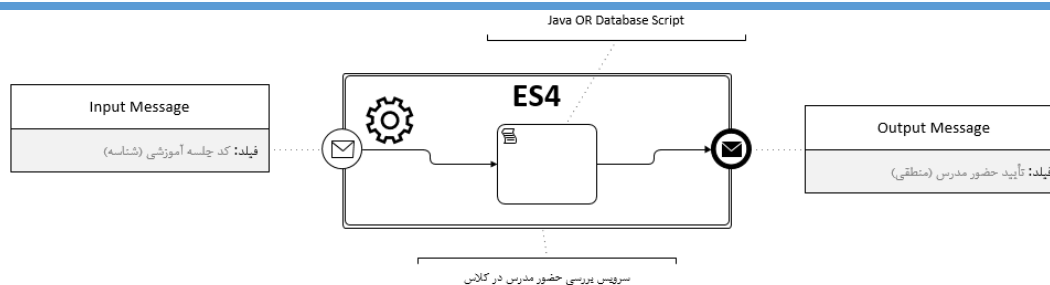 Java OR Database Script
ES4
Input Message
فیلد: کد جلسه آموزشی (شناسه)
Output Message
فیلد: تأیید حضور مدرس (منطقی)
سرویس بررسی حضور مدرس در کلاس